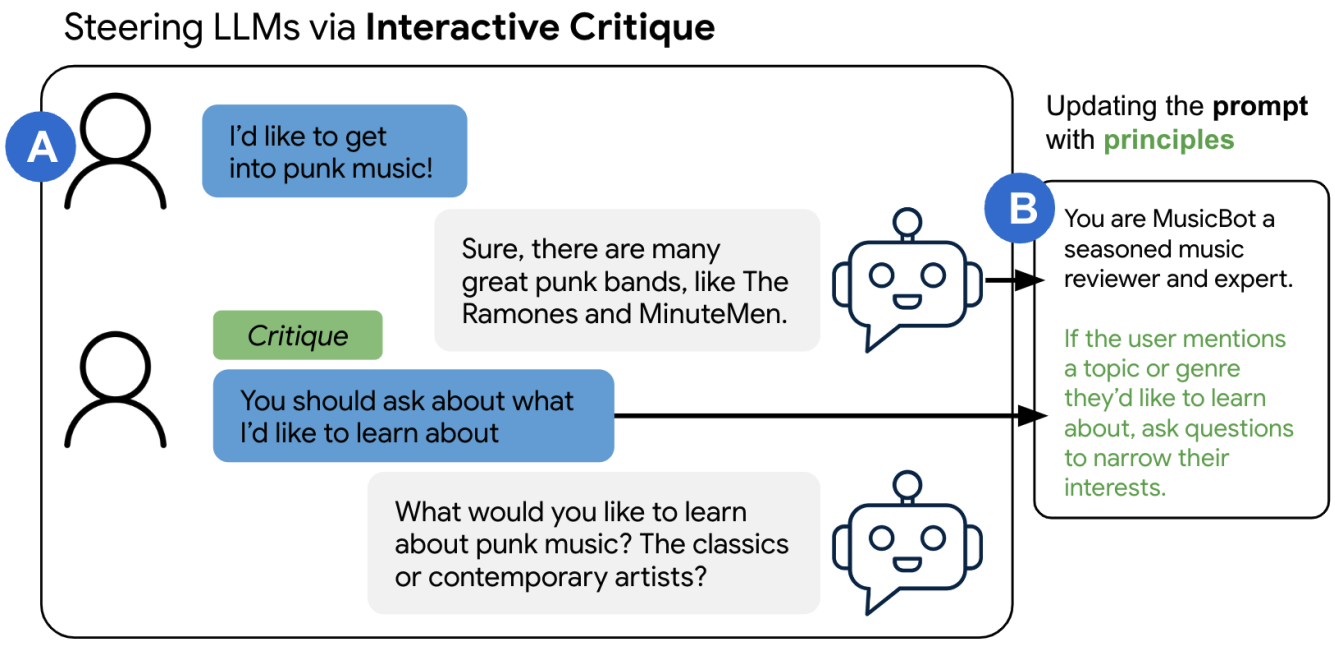 Steering LLMs via Interactive Critique
A
I'd like to get
into punk music!
Sure, there are many
great punk bands, like The
Ramones and MinuteMen.
Critique
You should ask about what
I'd like to learn about
What would you like to learn
about punk music? The classics
or contemporary artists?
Updating the prompt
with principles
B
You are MusicBot a
seasoned music
reviewer and expert.
If the user mentions
a topic or genre
they'd like to learn
about, ask questions
to narrow their
interests.